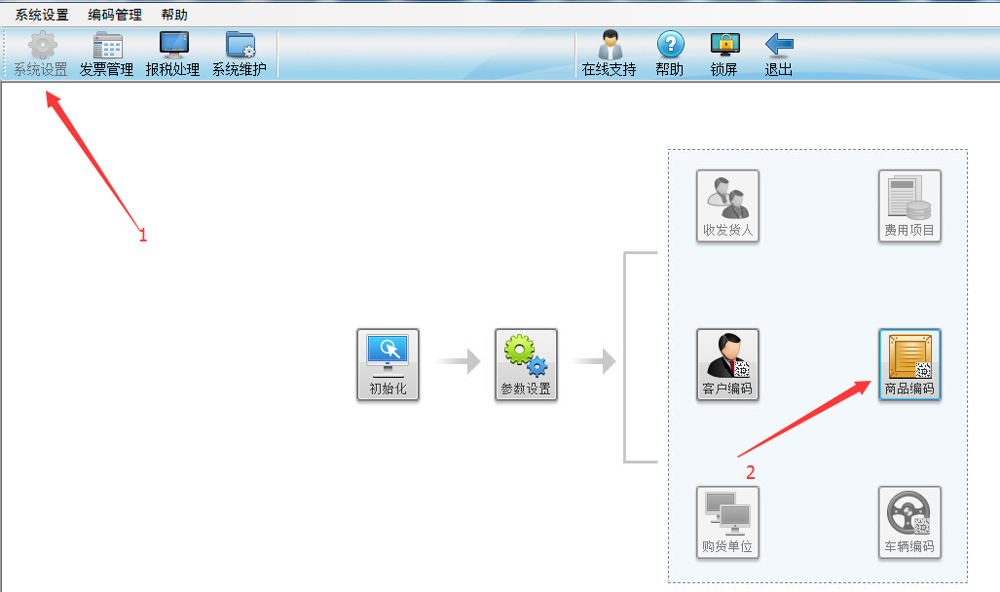 系统设置 编码管理 帮助
系统设置 发票管理 报税处理 系统维护 在线支持 帮助 锁屏 退出
1
收发货人 费用项目
初始化 参数设置 客户编码 商品编码
2
购货单位 车辆编码